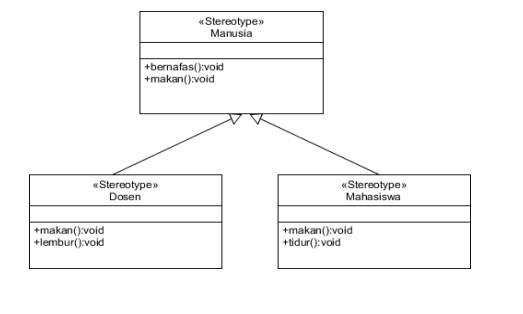 «Stereotype»
Manusia
+bernafas():void
+makan():void
«Stereotype»
Dosen
+makan():void
+lembur():void
«Stereotype»
Mahasiswa
+makan():void
+tidur():void